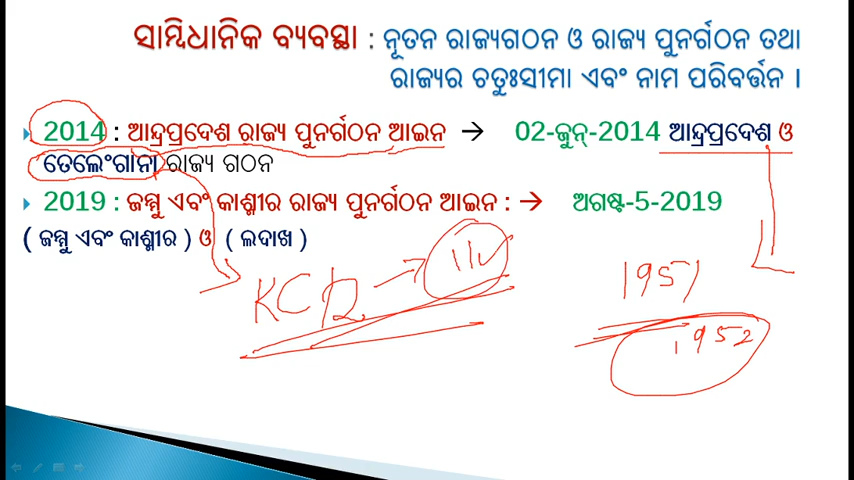 ସାମ୍ବିଧାନିକ ବ୍ୟବସ୍ଥା : ନୂତନ ରାଜ୍ୟଗଠନ ଓ ରାଜ୍ୟ ପୁନର୍ଗଠନ ତଥା
ରାଜ୍ୟର ଚତୁଃସୀମା ଏବଂ ନାମ ପରିବର୍ତ୍ତନ ।
2014 : ଆନ୍ଧ୍ରପ୍ରଦେଶ ରାଜ୍ୟ ପୁନର୍ଗଠନ ଆଇନ → 02-ଜୁନ୍-2014 ଆନ୍ଧ୍ରପ୍ରଦେଶ ଓ
ତେଲେଂଗାନା ରାଜ୍ୟ ଗଠନ
2019 : ଜମ୍ମୁ ଏବଂ କାଶ୍ମୀର ରାଜ୍ୟ ପୁନର୍ଗଠନ ଆଇନ : → ଅଗଷ୍ଟ-5-2019
( ଜମ୍ମୁ ଏବଂ କାଶ୍ମୀର ) ଓ ( ଲଦାଖ )
KCR → 
1951
1952